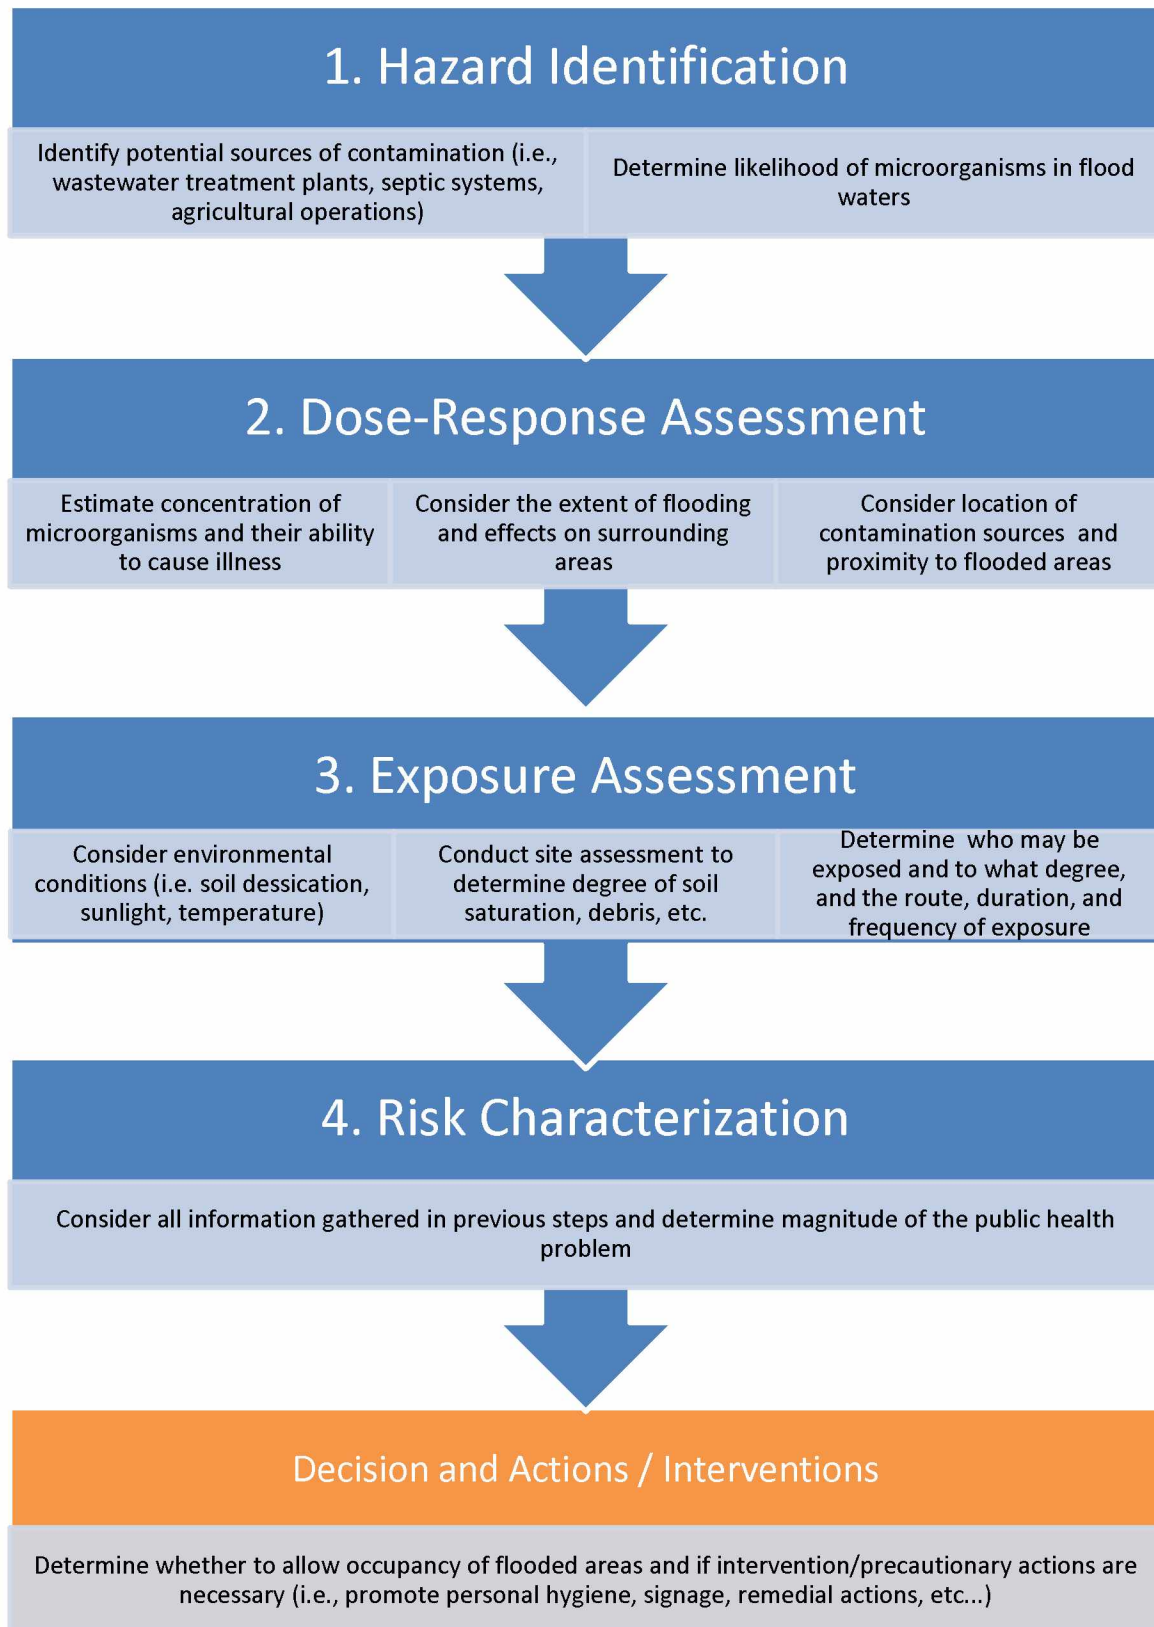 1. Hazard Identification
Identify potential sources of contamination (i.e.,
wastewater treatment plants, septic systems,
agricultural operations)
Determine likelihood of microorganisms in flood
waters
2. Dose-Response Assessment
Estimate concentration of
microorganisms and their ability
to cause illness
Consider the extent of flooding
and effects on surrounding
areas
Consider location of
contamination sources  and
proximity to flooded areas
3. Exposure Assessment
Consider environmental
conditions (i.e. soil dessication,
sunlight, temperature)
Conduct site assessment to
determine degree of soil
saturation, debris, etc.
Determine  who may be
exposed and to what degree,
and the route, duration, and
frequency of exposure
4. Risk Characterization
Consider all information gathered in previous steps and determine magnitude of the public health
problem
Decision and Actions / Interventions
Determine whether to allow occupancy of flooded areas and if intervention/precautionary actions are
necessary (i.e., promote personal hygiene, signage, remedial actions, etc...)